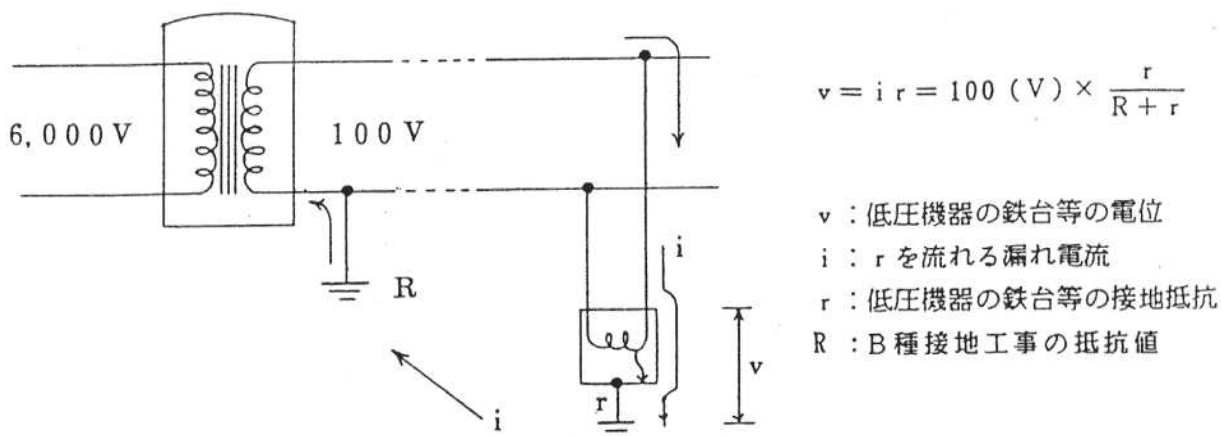 6,000V
100V
R
i
i
r
v
v = i r = 100 (V) × r / (R + r)
v : 低圧機器の鉄台等の電位
i : r を流れる漏れ電流
r : 低圧機器の鉄台等の接地抵抗
R : B種接地工事の抵抗値